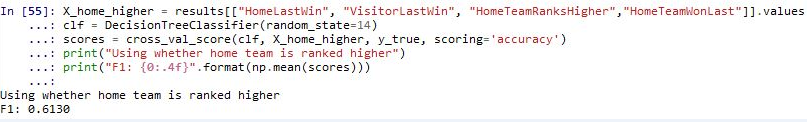 In [55]: X_home_higher = results[["HomeLastWin", "VisitorLastWin", "HomeTeamRanksHigher","HomeTeamWonLast"]].values
    ...: clf = DecisionTreeClassifier(random_state=14)
    ...: scores = cross_val_score(clf, X_home_higher, y_true, scoring='accuracy')
    ...: print("Using whether home team is ranked higher")
    ...: print("F1: {0:.4f}".format(np.mean(scores)))
    ...:
Using whether home team is ranked higher
F1: 0.6130